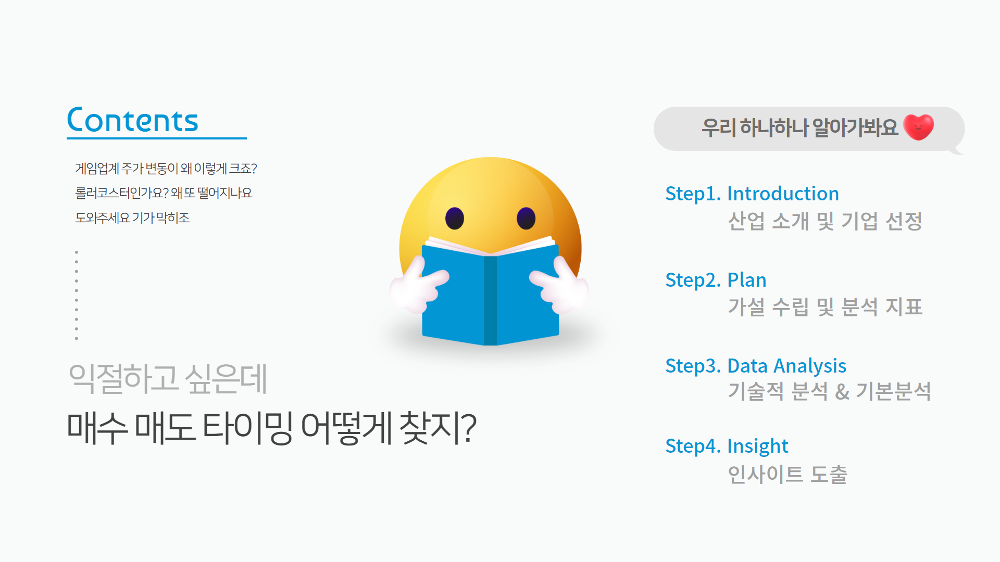 Contents
게임업계 주가 변동이 왜 이렇게 크죠?
롤러코스터인가요? 왜 또 떨어지나요
도와주세요 기가 막히조
익절하고 싶은데
매수 매도 타이밍 어떻게 찾지?
우리 하나하나 알아가봐요
Step1. Introduction
산업 소개 및 기업 선정
Step2. Plan
가설 수립 및 분석 지표
Step3. Data Analysis
기술적 분석 & 기본분석
Step4. Insight
인사이트 도출